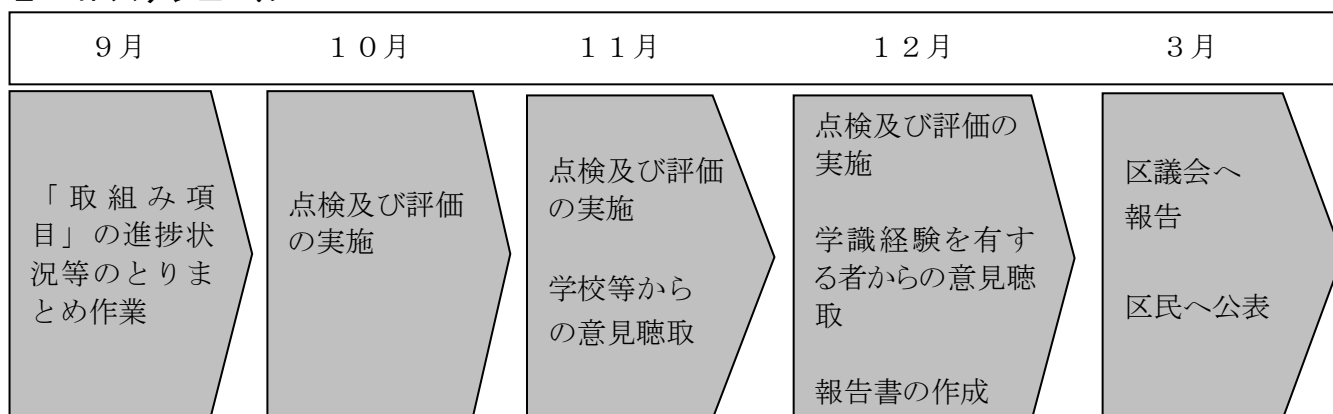 ９月
１０月
１１月
１２月
３月
「取組み項
目」の進捗状
況等のとりま
とめ作業
点検及び評価
の実施
点検及び評価
の実施
学校等から
の意見聴取
点検及び評価の
実施
学識経験を有す
る者からの意見聴
取
報告書の作成
区議会へ
報告
区民へ公表